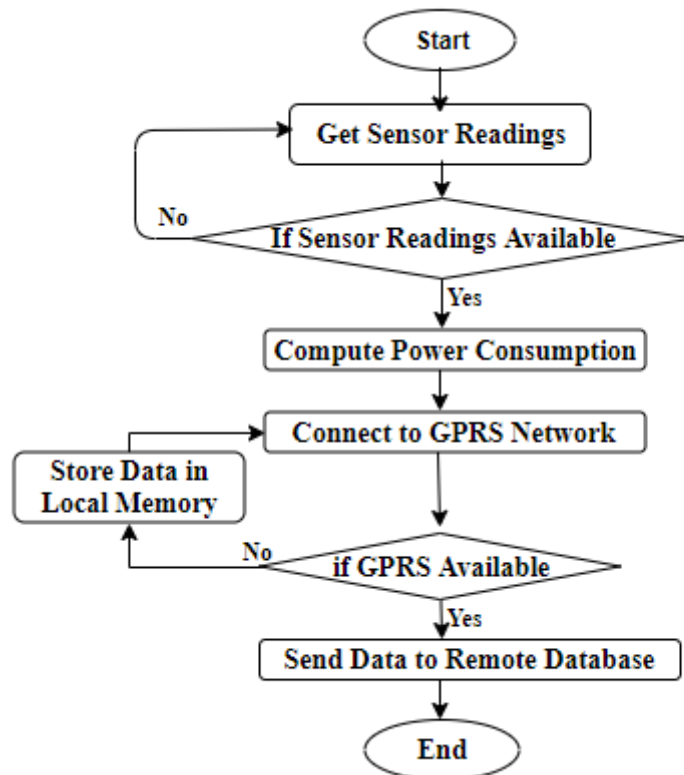 Start
Get Sensor Readings
No
If Sensor Readings Available
Yes
Compute Power Consumption
Connect to GPRS Network
Store Data in
Local Memory
No
if GPRS Available
Yes
Send Data to Remote Database
End